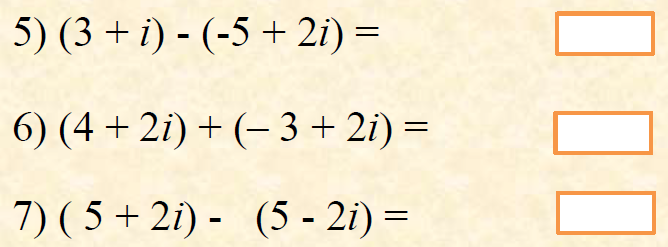 5) (3 + i) - (-5 + 2i) =
6) (4 + 2i) + (– 3 + 2i) =
7) ( 5 + 2i) -   (5 - 2i) =